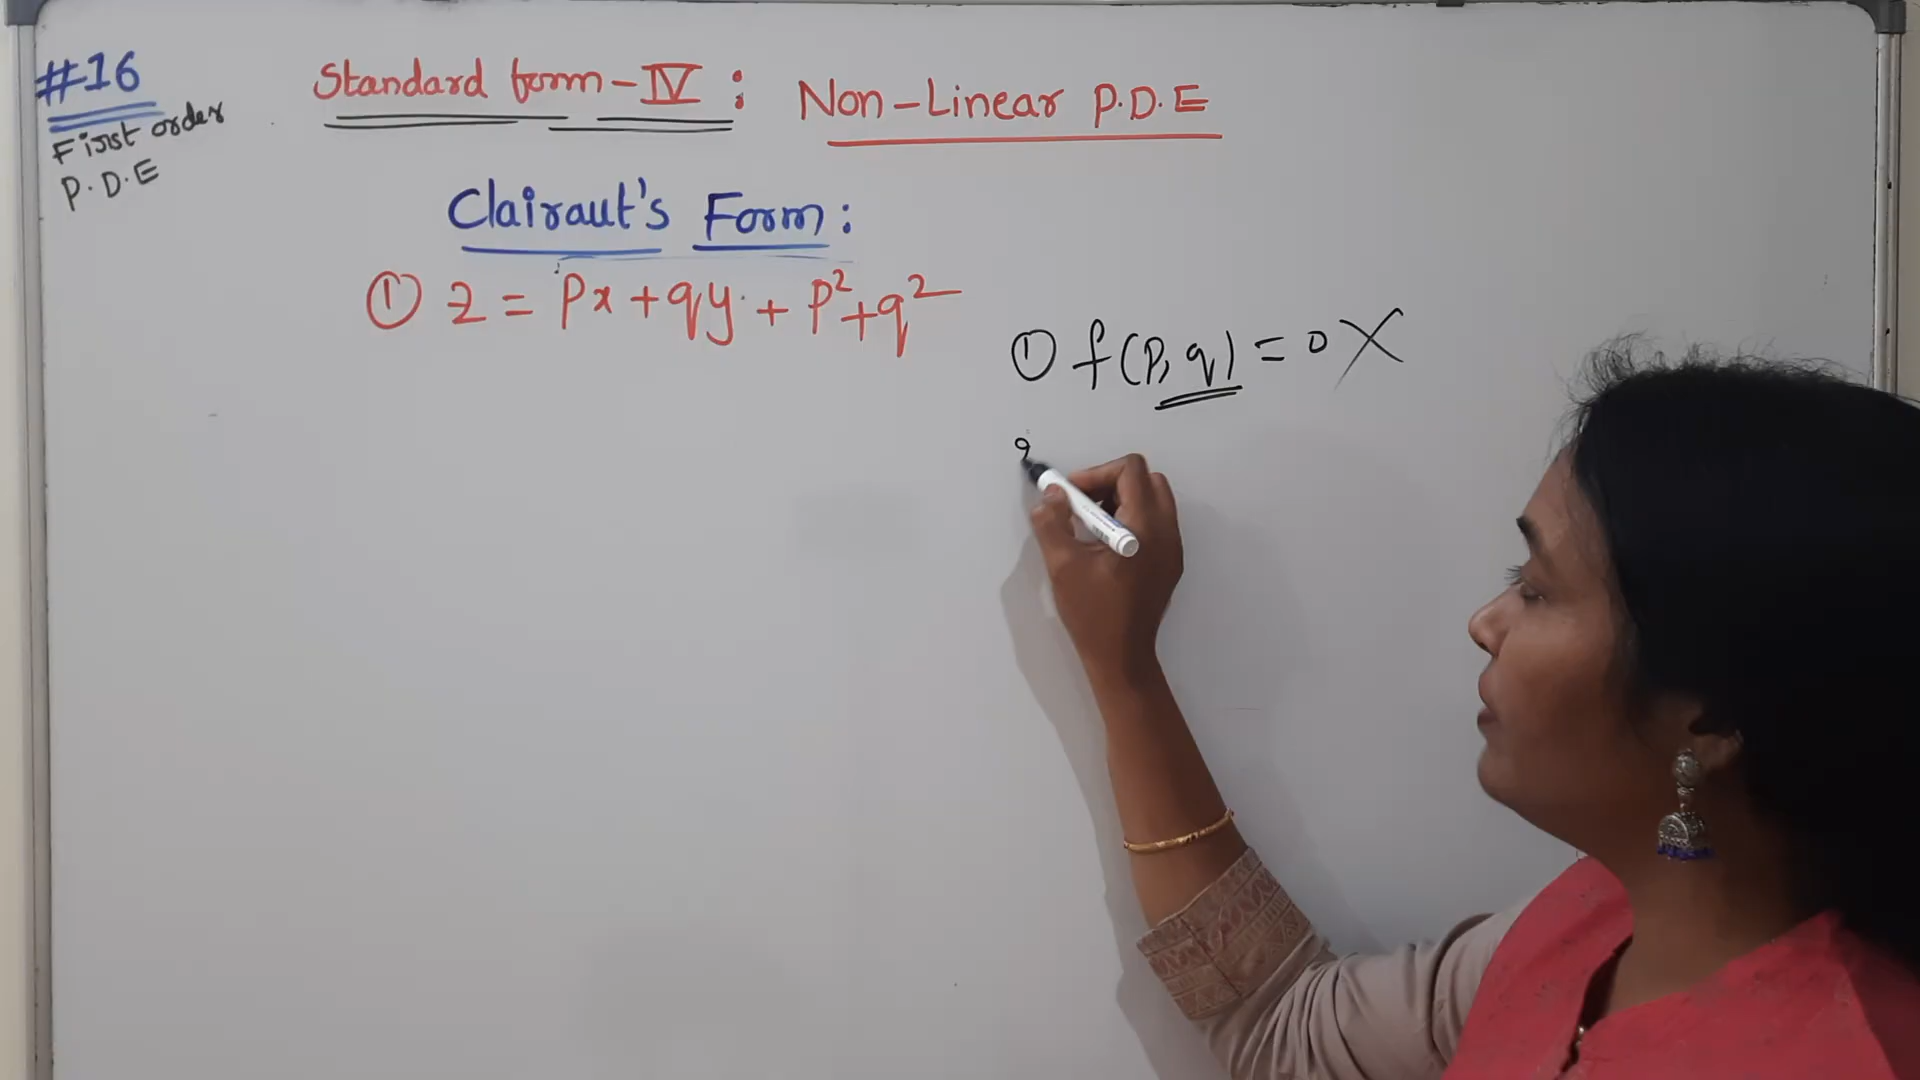 #16
First order
P.D.E
Standard form-IV : Non-Linear P.D.E
Clairaut's Form:
① z = px + qy + p² + q²
① f(p, q) = 0 X